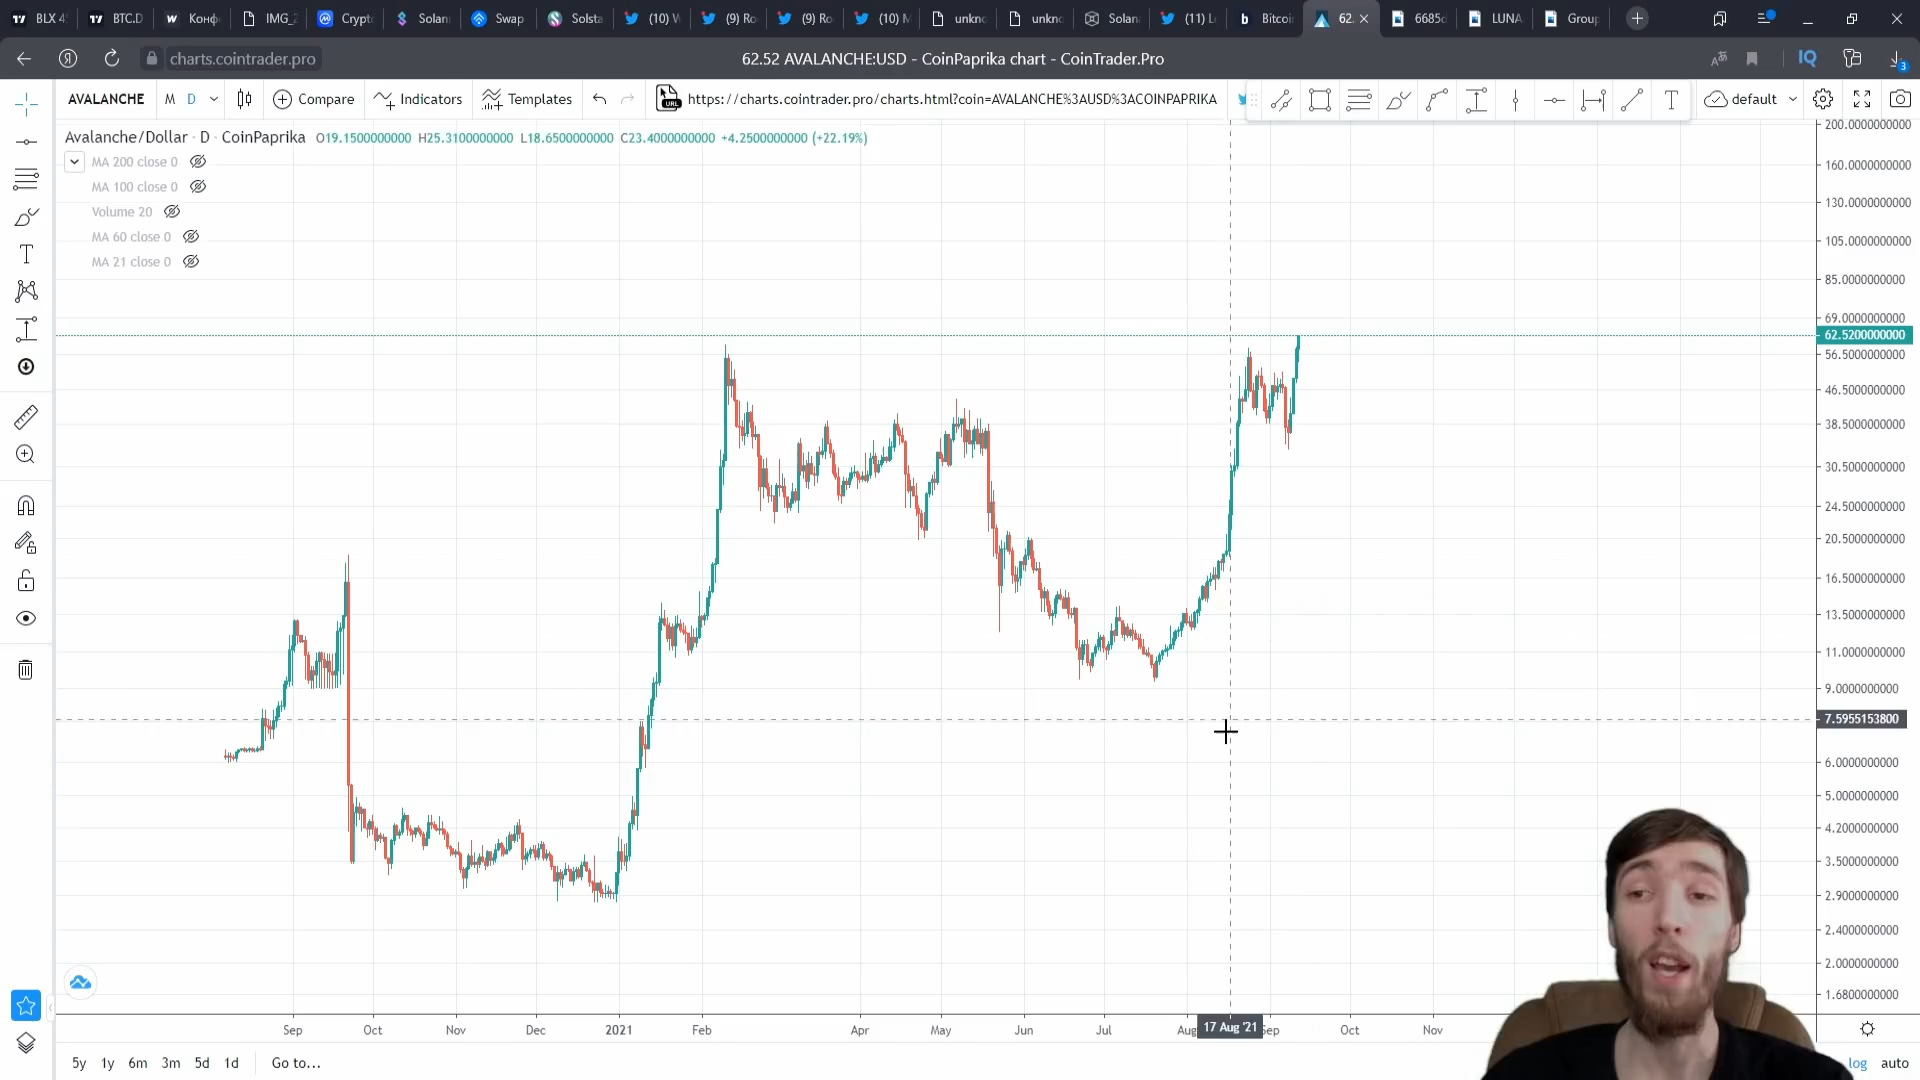 BLX 4 BTC.D Конф IMG_2 Crypt Solan Swap Solsta (10) (9) Ro (9) Ro (10) unkno unkno Solan (11) Bitcoi 62. 6685 LUNA Group
charts.cointrader.pro 62.52 AVALANCHE:USD - CoinPaprika chart - CoinTrader.Pro IQ 3
AVALANCHE M D Compare Indicators Templates URL https://charts.cointrader.pro/charts.html?coin=AVALANCHE%3AUSD%3ACOINPAPRIKA T default
Avalanche/Dollar · D · CoinPaprika O19.1500000000 H25.3100000000 L18.6500000000 C23.4000000000 +4.2500000000 (+22.19%)
MA 200 close 0
MA 100 close 0
Volume 20
MA 60 close 0
MA 21 close 0
200.0000000000
160.0000000000
130.0000000000
105.0000000000
85.0000000000
69.0000000000
62.5200000000
56.5000000000
46.5000000000
38.5000000000
30.5000000000
24.5000000000
20.5000000000
16.5000000000
13.5000000000
11.0000000000
9.0000000000
7.5955153800
6.0000000000
5.0000000000
4.2000000000
3.5000000000
2.9000000000
2.4000000000
2.0000000000
1.6800000000
Sep Oct Nov Dec 2021 Feb Apr May Jun Jul Aug 17 Aug '21 Sep Oct Nov
5y 1y 6m 3m 5d 1d Go to... log auto